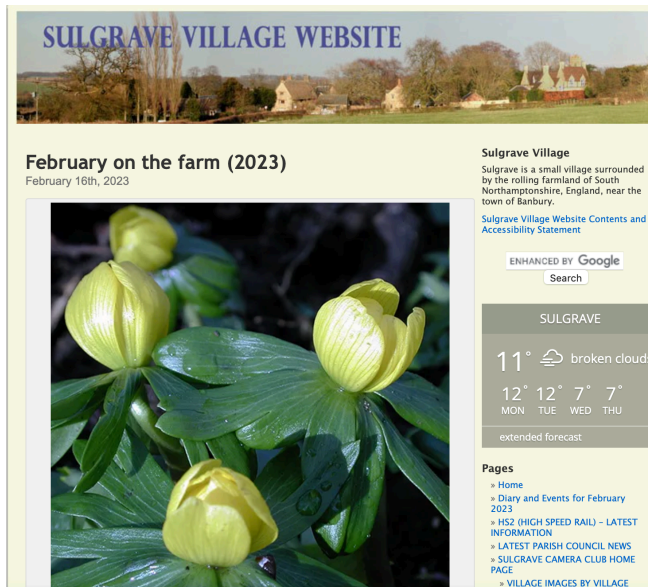 SULGRAVE VILLAGE WEBSITE
February on the farm (2023)
February 16th, 2023
Sulgrave Village
Sulgrave is a small village surrounded
by the rolling farmland of South
Northamptonshire, England, near the
town of Banbury.
Sulgrave Village Website Contents and
Accessibility Statement
ENHANCED BY Google
Search
SULGRAVE
11° broken clouds
12° 12° 7° 7°
MON TUE WED THU
extended forecast
Pages
» Home
» Diary and Events for February
2023
» HS2 (HIGH SPEED RAIL) – LATEST
INFORMATION
» LATEST PARISH COUNCIL NEWS
» SULGRAVE CAMERA CLUB HOME
PAGE
» VILLAGE IMAGES BY VILLAGE